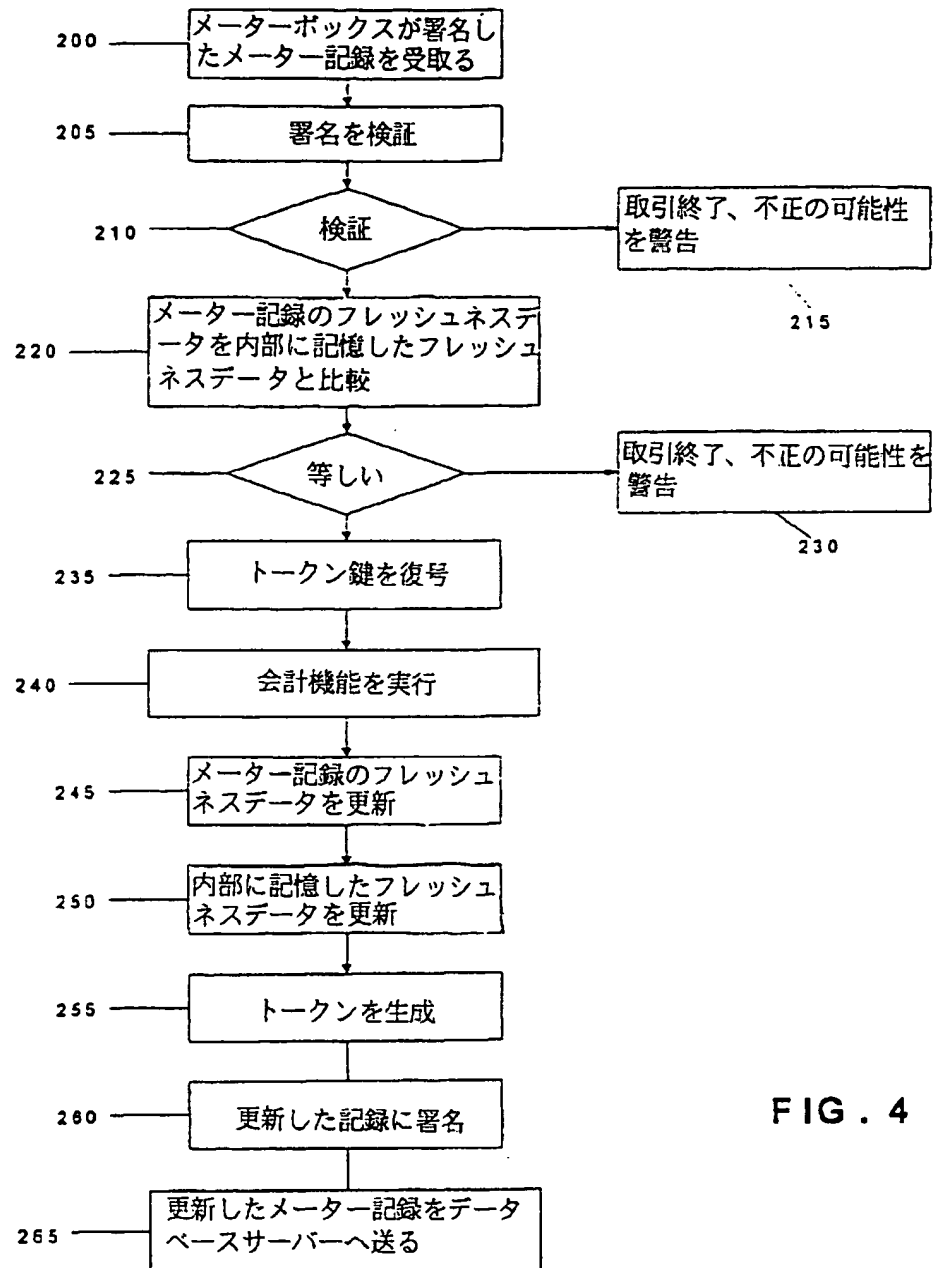 200
メーターボックスが署名し
たメーター記録を受取る
205
署名を検証
210
検証
取引終了、不正の可能性
を警告
215
220
メーター記録のフレッシュネスデ
ータを内部に記憶したフレッシュ
ネスデータと比較
225
等しい
取引終了、不正の可能性を
警告
230
235
トークン鍵を復号
240
会計機能を実行
245
メーター記録のフレッシュ
ネスデータを更新
250
内部に記憶したフレッシュ
ネスデータを更新
255
トークンを生成
260
更新した記録に署名
FIG. 4
265
更新したメーター記録をデータ
ベースサーバーへ送る